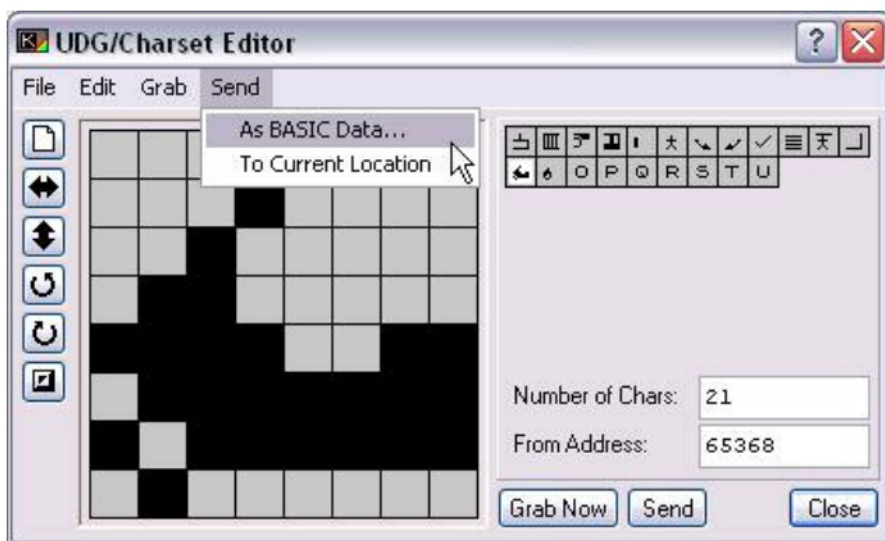 UDG/Charset Editor
File Edit Grab Send
As BASIC Data...
To Current Location
O P Q R S T U
Number of Chars: 21
From Address: 65368
Grab Now Send Close